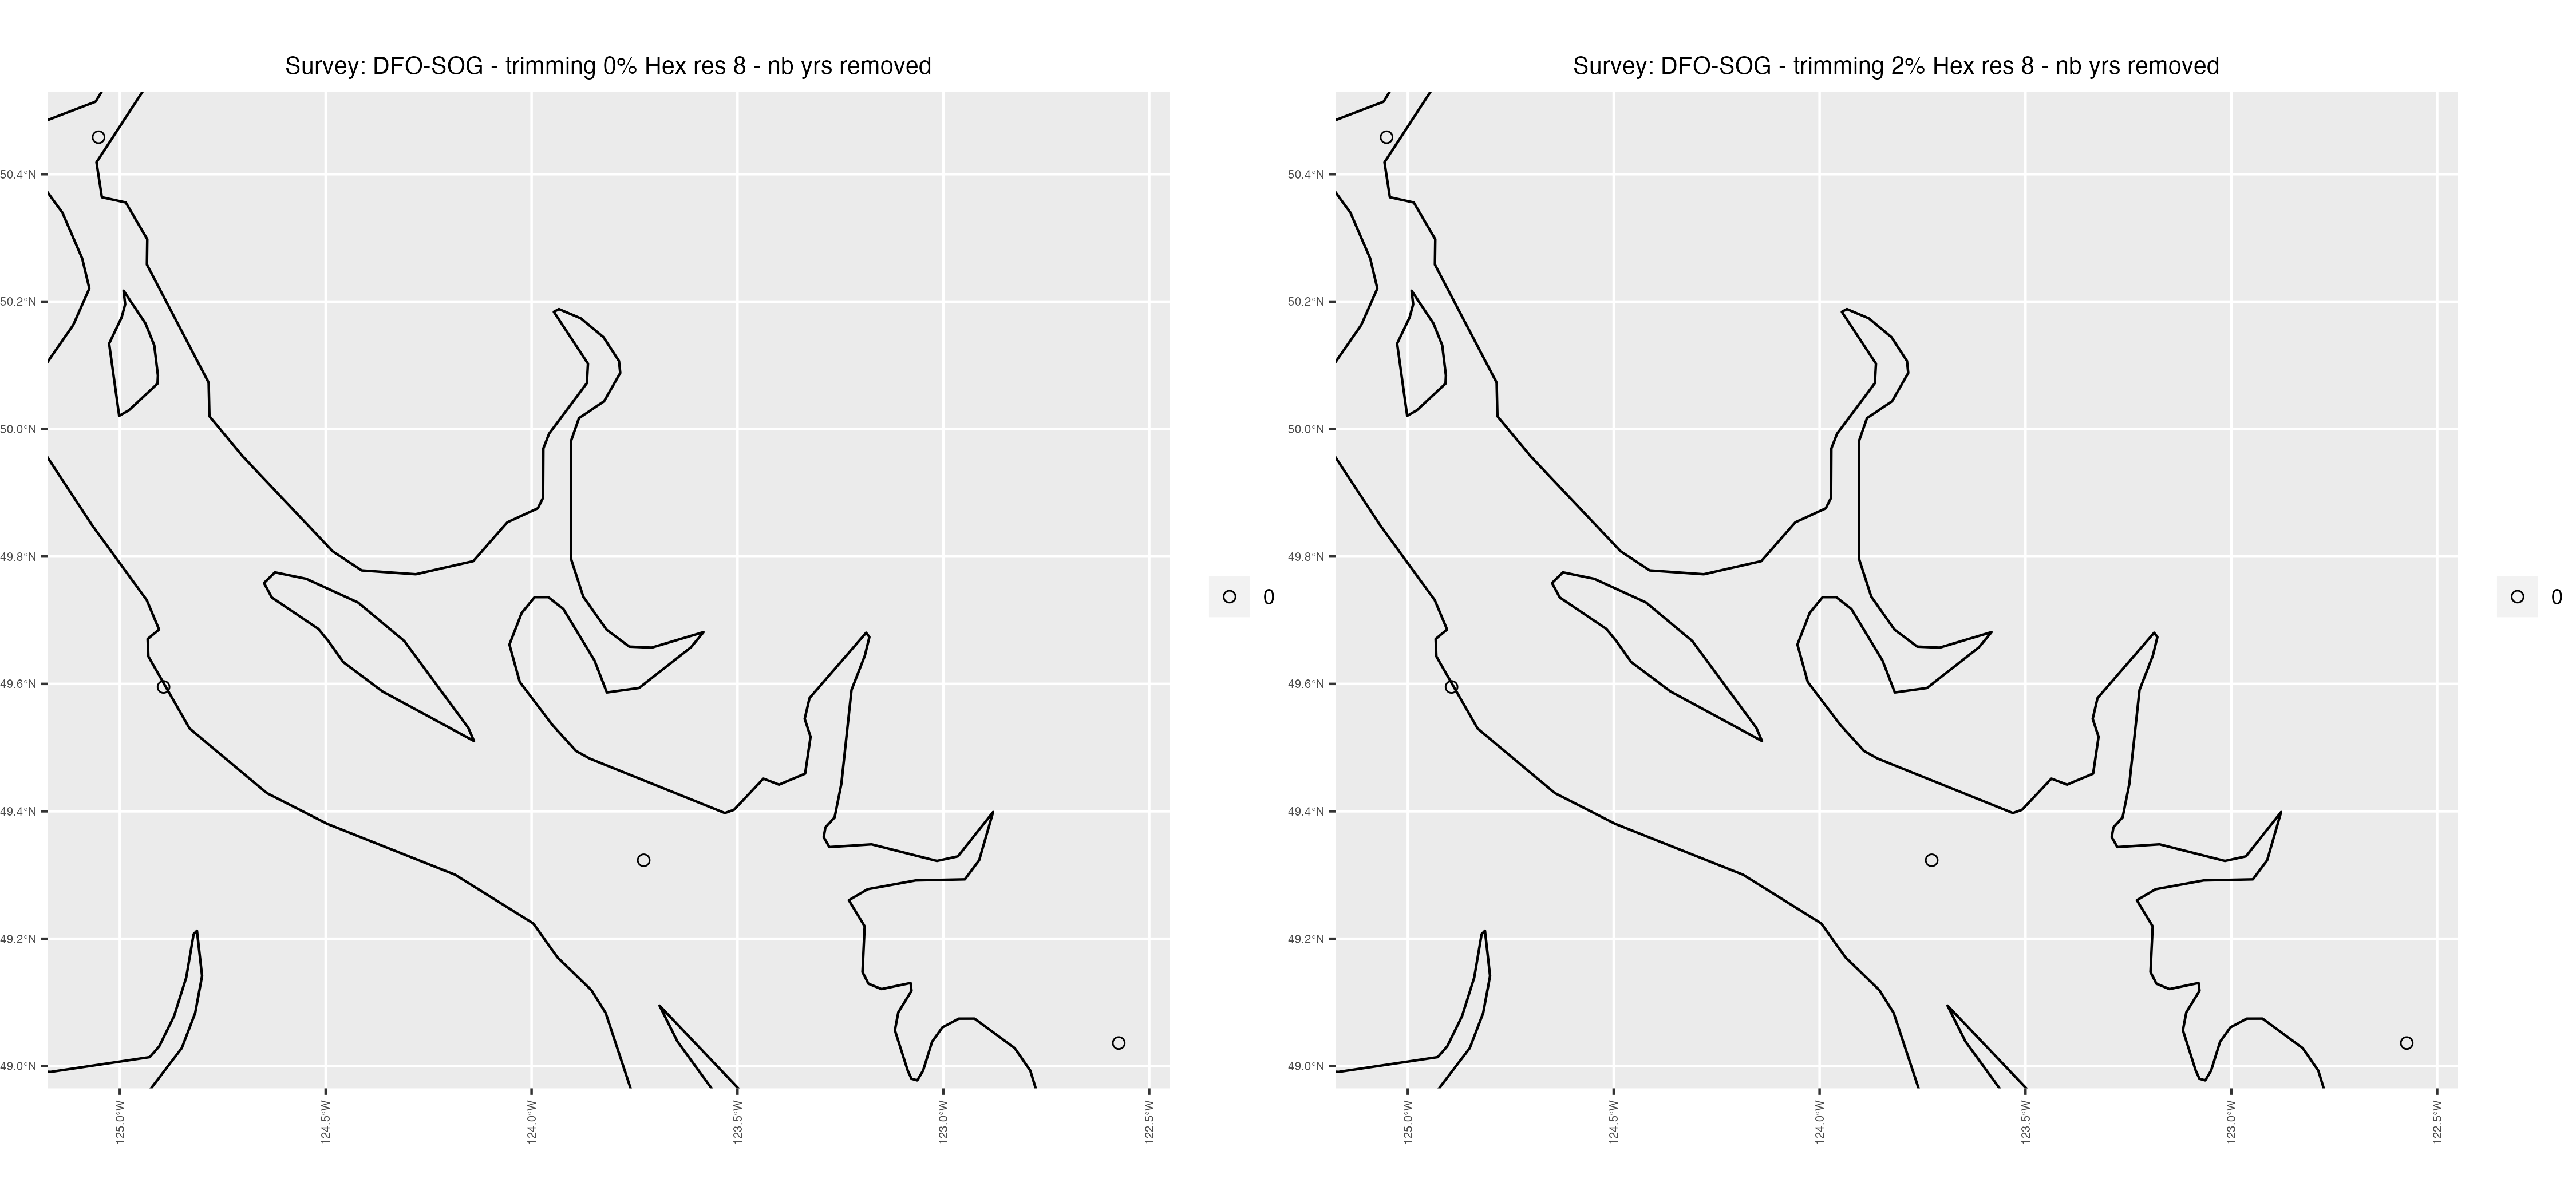 Survey: DFO-SOG - trimming 0% Hex res 8 - nb yrs removed
50.4°N
50.2°N
50.0°N
49.8°N
49.6°N
49.4°N
49.2°N
49.0°N
125.0°W
124.5°W
124.0°W
123.5°W
123.0°W
122.5°W
0
Survey: DFO-SOG - trimming 2% Hex res 8 - nb yrs removed
50.4°N
50.2°N
50.0°N
49.8°N
49.6°N
49.4°N
49.2°N
49.0°N
125.0°W
124.5°W
124.0°W
123.5°W
123.0°W
122.5°W
0